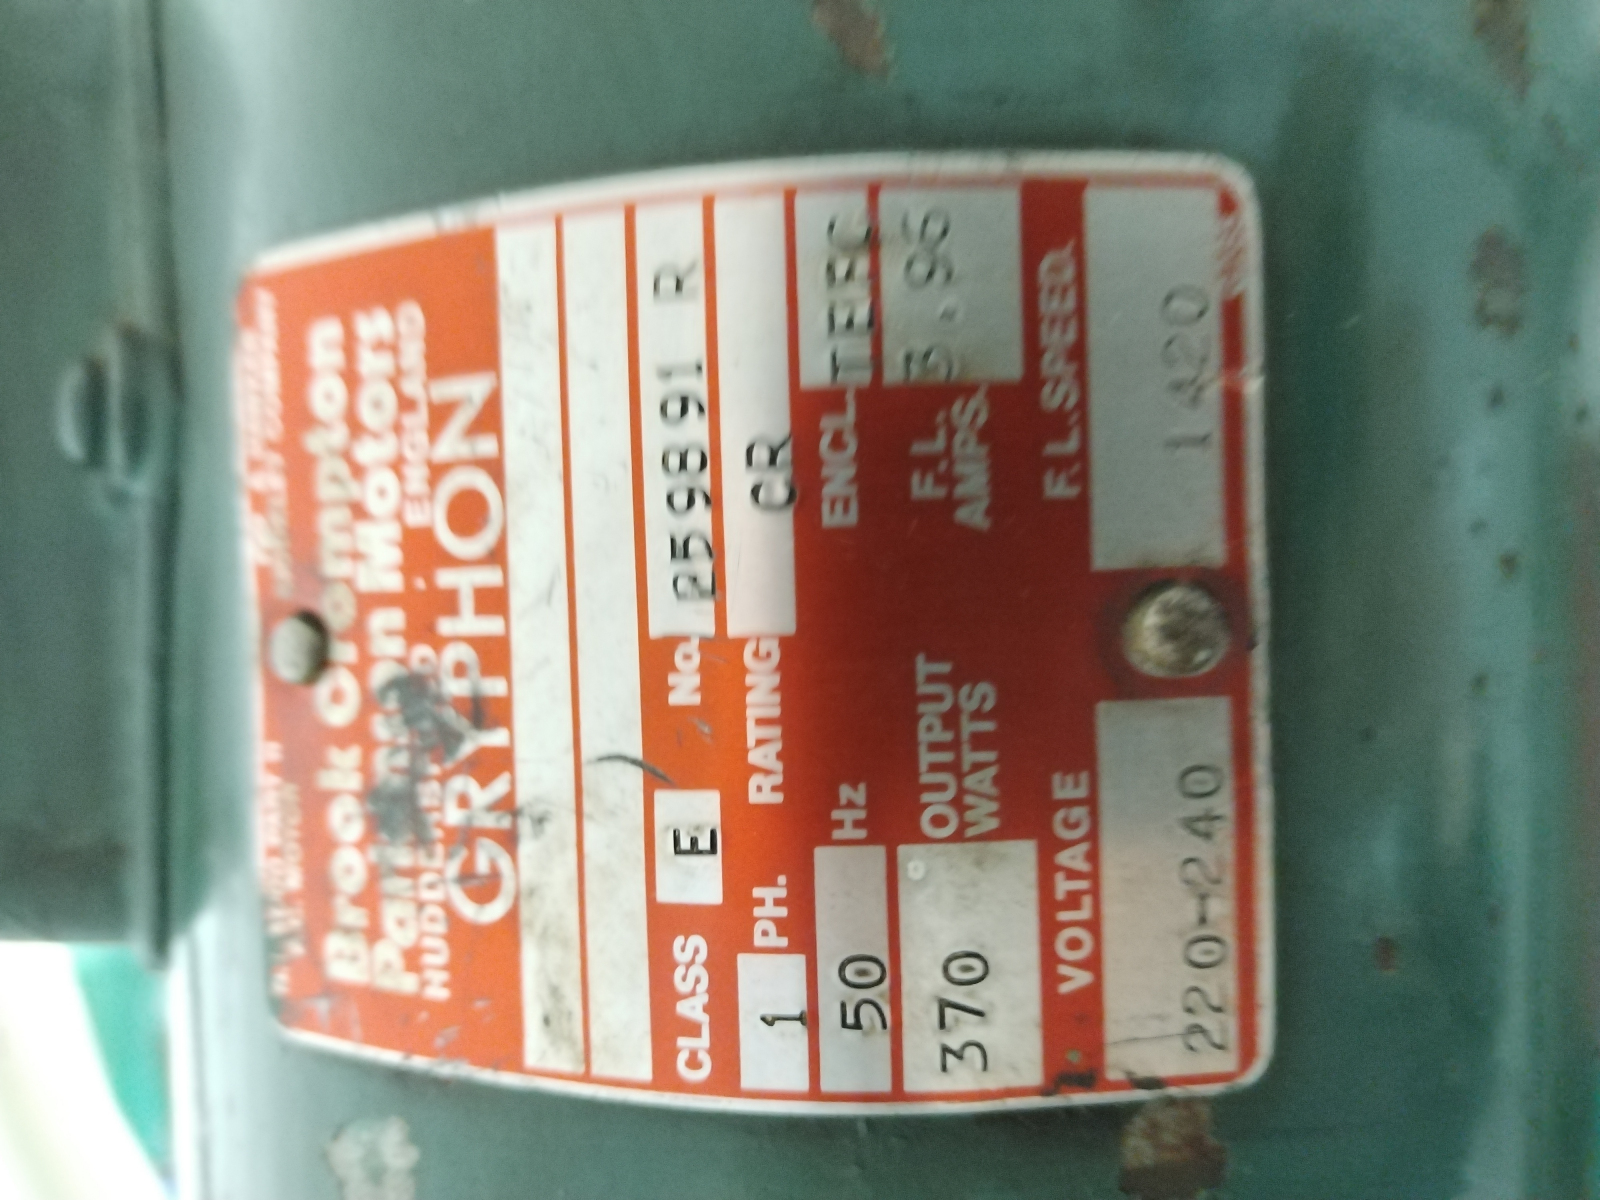 Brook Crompton
Parkinson Motors
HUDDERSFIELD ENGLAND
GRYPHON
CLASS E No. 2598891 R
1 PH. RATING CR
50 Hz ENCL. TEFC
370 OUTPUT WATTS F.L. AMPS. 3.96
VOLTAGE F.L. SPEED
220-240 1420